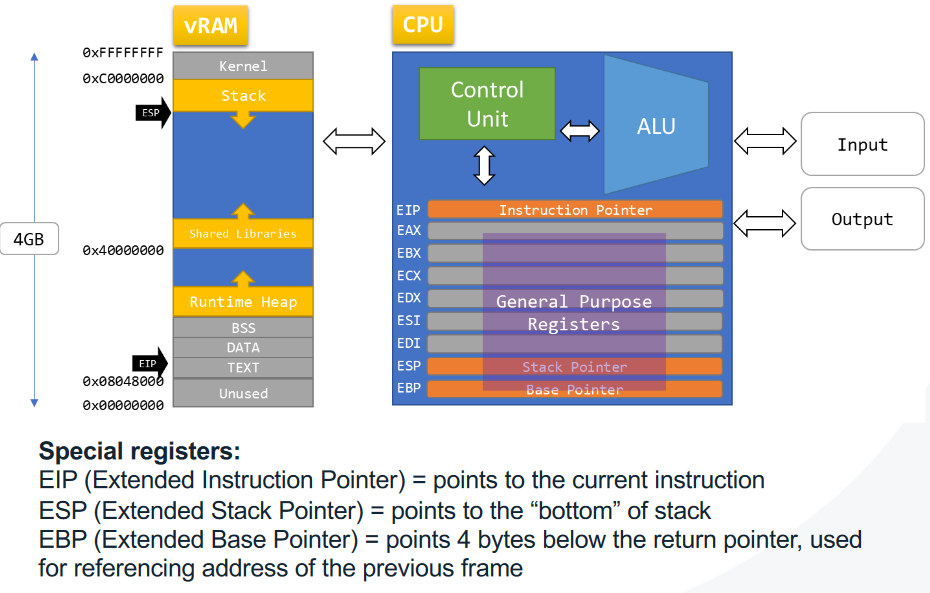 vRAM
CPU
0xFFFFFFFF
Kernel
0xC0000000
Stack
ESP
Shared Libraries
0x40000000
4GB
Runtime Heap
BSS
DATA
EIP
TEXT
0x08048000
Unused
0x00000000
Control
Unit
ALU
EIP
Instruction Pointer
EAX
EBX
ECX
EDX
General Purpose
ESI
Registers
EDI
ESP
Stack Pointer
EBP
Base Pointer
Input
Output
Special registers:
EIP (Extended Instruction Pointer) = points to the current instruction
ESP (Extended Stack Pointer) = points to the “bottom” of stack
EBP (Extended Base Pointer) = points 4 bytes below the return pointer, used
for referencing address of the previous frame